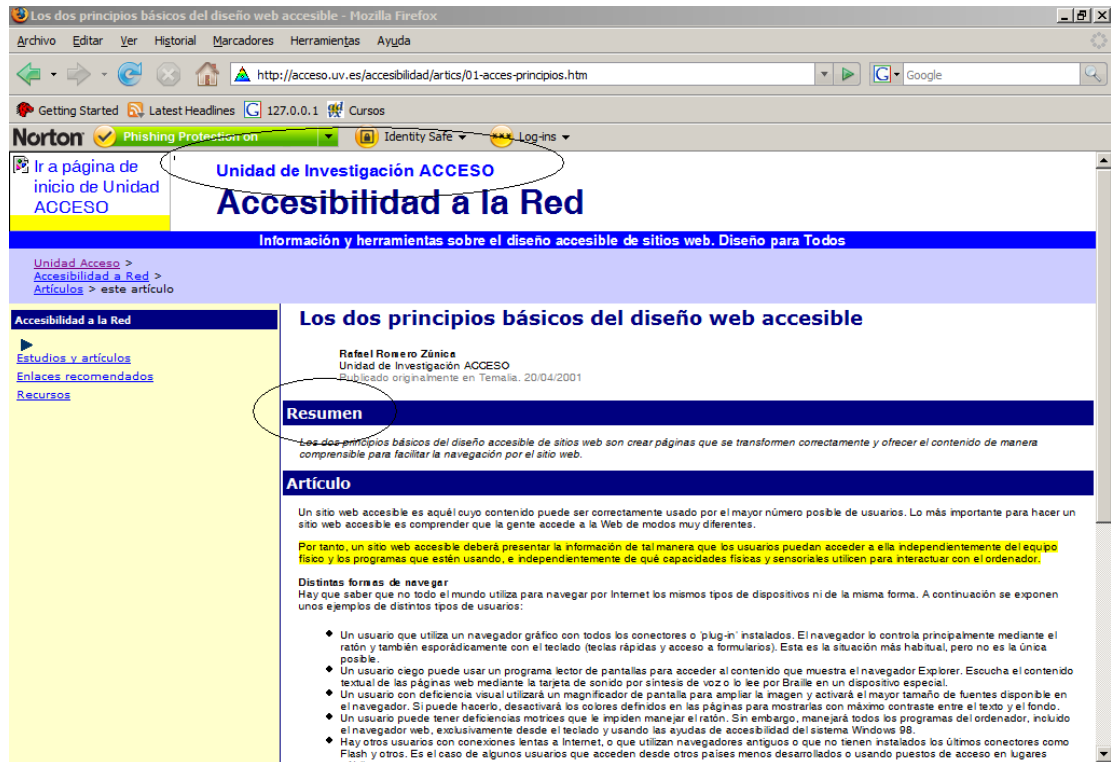 Los dos principios básicos del diseño web accesible - Mozilla Firefox
Archivo Editar Ver Historial Marcadores Herramientas Ayuda
http://acceso.uv.es/accesibilidad/artics/01-acces-principios.htm
G Google
Getting Started Latest Headlines G 127.0.0.1 Cursos
Norton Phishing Protection on Identity Safe Log-ins
Ir a página de
inicio de Unidad
ACCESO
Unidad de Investigación ACCESO
Accesibilidad a la Red
Información y herramientas sobre el diseño accesible de sitios web. Diseño para Todos
Unidad Acceso >
Accesibilidad a Red >
Artículos > este artículo
Accesibilidad a la Red
Estudios y artículos
Enlaces recomendados
Recursos
Los dos principios básicos del diseño web accesible
Rafael Romero Zúnica
Unidad de Investigación ACCESO
Publicado originalmente en Temalia. 20/04/2001
Resumen
Los dos principios básicos del diseño accesible de sitios web son crear páginas que se transformen correctamente y ofrecer el contenido de manera
comprensible para facilitar la navegación por el sitio web.
Artículo
Un sitio web accesible es aquél cuyo contenido puede ser correctamente usado por el mayor número posible de usuarios. Lo más importante para hacer un
sitio web accesible es comprender que la gente accede a la Web de modos muy diferentes.
Por tanto, un sitio web accesible deberá presentar la información de tal manera que los usuarios puedan acceder a ella independientemente del equipo
físico y los programas que estén usando, e independientemente de qué capacidades físicas y sensoriales utilicen para interactuar con el ordenador.
Distintas formas de navegar
Hay que saber que no todo el mundo utiliza para navegar por Internet los mismos tipos de dispositivos ni de la misma forma. A continuación se exponen
unos ejemplos de distintos tipos de usuarios:
Un usuario que utiliza un navegador gráfico con todos los conectores o 'plug-in' instalados. El navegador lo controla principalmente mediante el
ratón y también esporádicamente con el teclado (teclas rápidas y acceso a formularios). Esta es la situación más habitual, pero no es la única
posible.
Un usuario ciego puede usar un programa lector de pantallas para acceder al contenido que muestra el navegador Explorer. Escucha el contenido
textual de las páginas web mediante la tarjeta de sonido por síntesis de voz o lo lee por Braille en un dispositivo especial.
Un usuario con deficiencia visual utilizará un magnificador de pantalla para ampliar la imagen y activará el mayor tamaño de fuentes disponible en
el navegador. Si puede hacerlo, desactivará los colores definidos en las páginas para mostrarlas con máximo contraste entre el texto y el fondo.
Un usuario puede tener deficiencias motrices que le impiden manejar el ratón. Sin embargo, manejará todos los programas del ordenador, incluido
el navegador web, exclusivamente desde el teclado y usando las ayudas de accesibilidad del sistema Windows 98.
Hay otros usuarios con conexiones lentas a Internet, o que utilizan navegadores antiguos o que no tienen instalados los últimos conectores como
Flash y otros. Es el caso de algunos usuarios que acceden desde otros países menos desarrollados o usando puestos de acceso en lugares